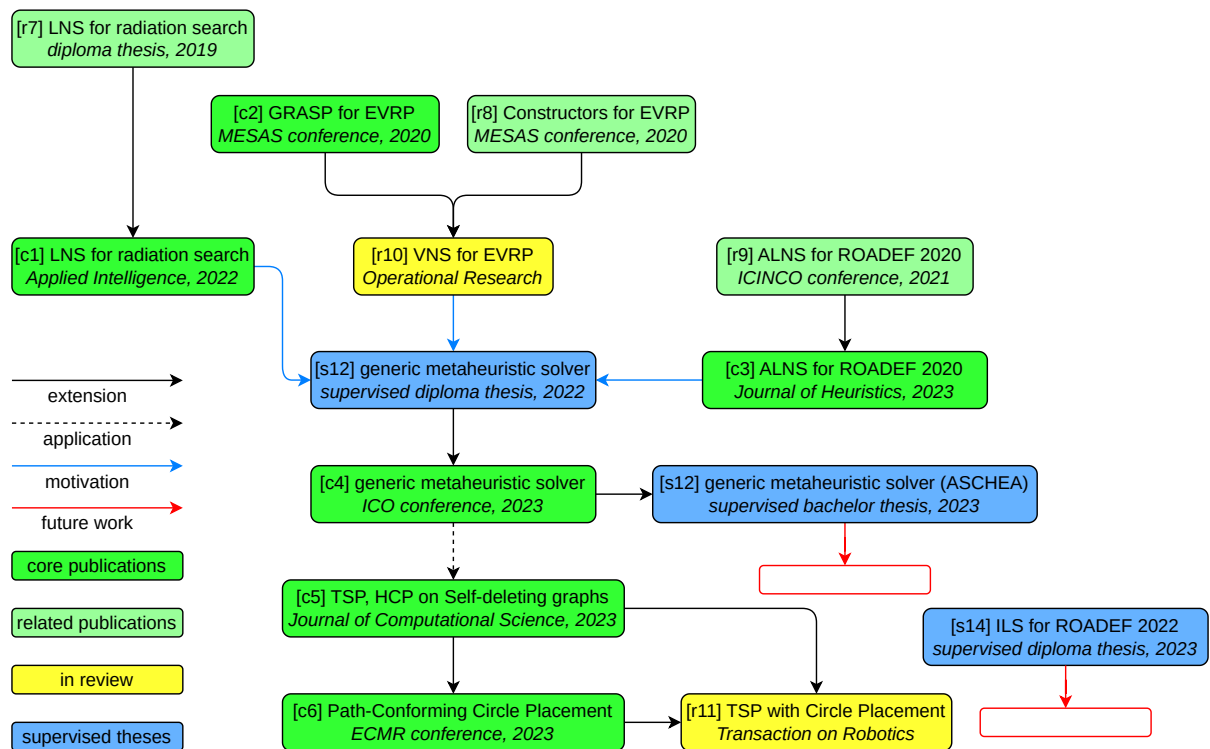 [r7] LNS for radiation search
diploma thesis, 2019
[c2] GRASP for EVRP
MESAS conference, 2020
[r8] Constructors for EVRP
MESAS conference, 2020
[c1] LNS for radiation search
Applied Intelligence, 2022
[r10] VNS for EVRP
Operational Research
[r9] ALNS for ROADEF 2020
ICINCO conference, 2021
[s12] generic metaheuristic solver
supervised diploma thesis, 2022
[c3] ALNS for ROADEF 2020
Journal of Heuristics, 2023
extension
application
motivation
future work
[c4] generic metaheuristic solver
ICO conference, 2023
[s12] generic metaheuristic solver (ASCHEA)
supervised bachelor thesis, 2023
core publications
related publications
in review
supervised theses
[c5] TSP, HCP on Self-deleting graphs
Journal of Computational Science, 2023
[s14] ILS for ROADEF 2022
supervised diploma thesis, 2023
[c6] Path-Conforming Circle Placement
ECMR conference, 2023
[r11] TSP with Circle Placement
Transaction on Robotics